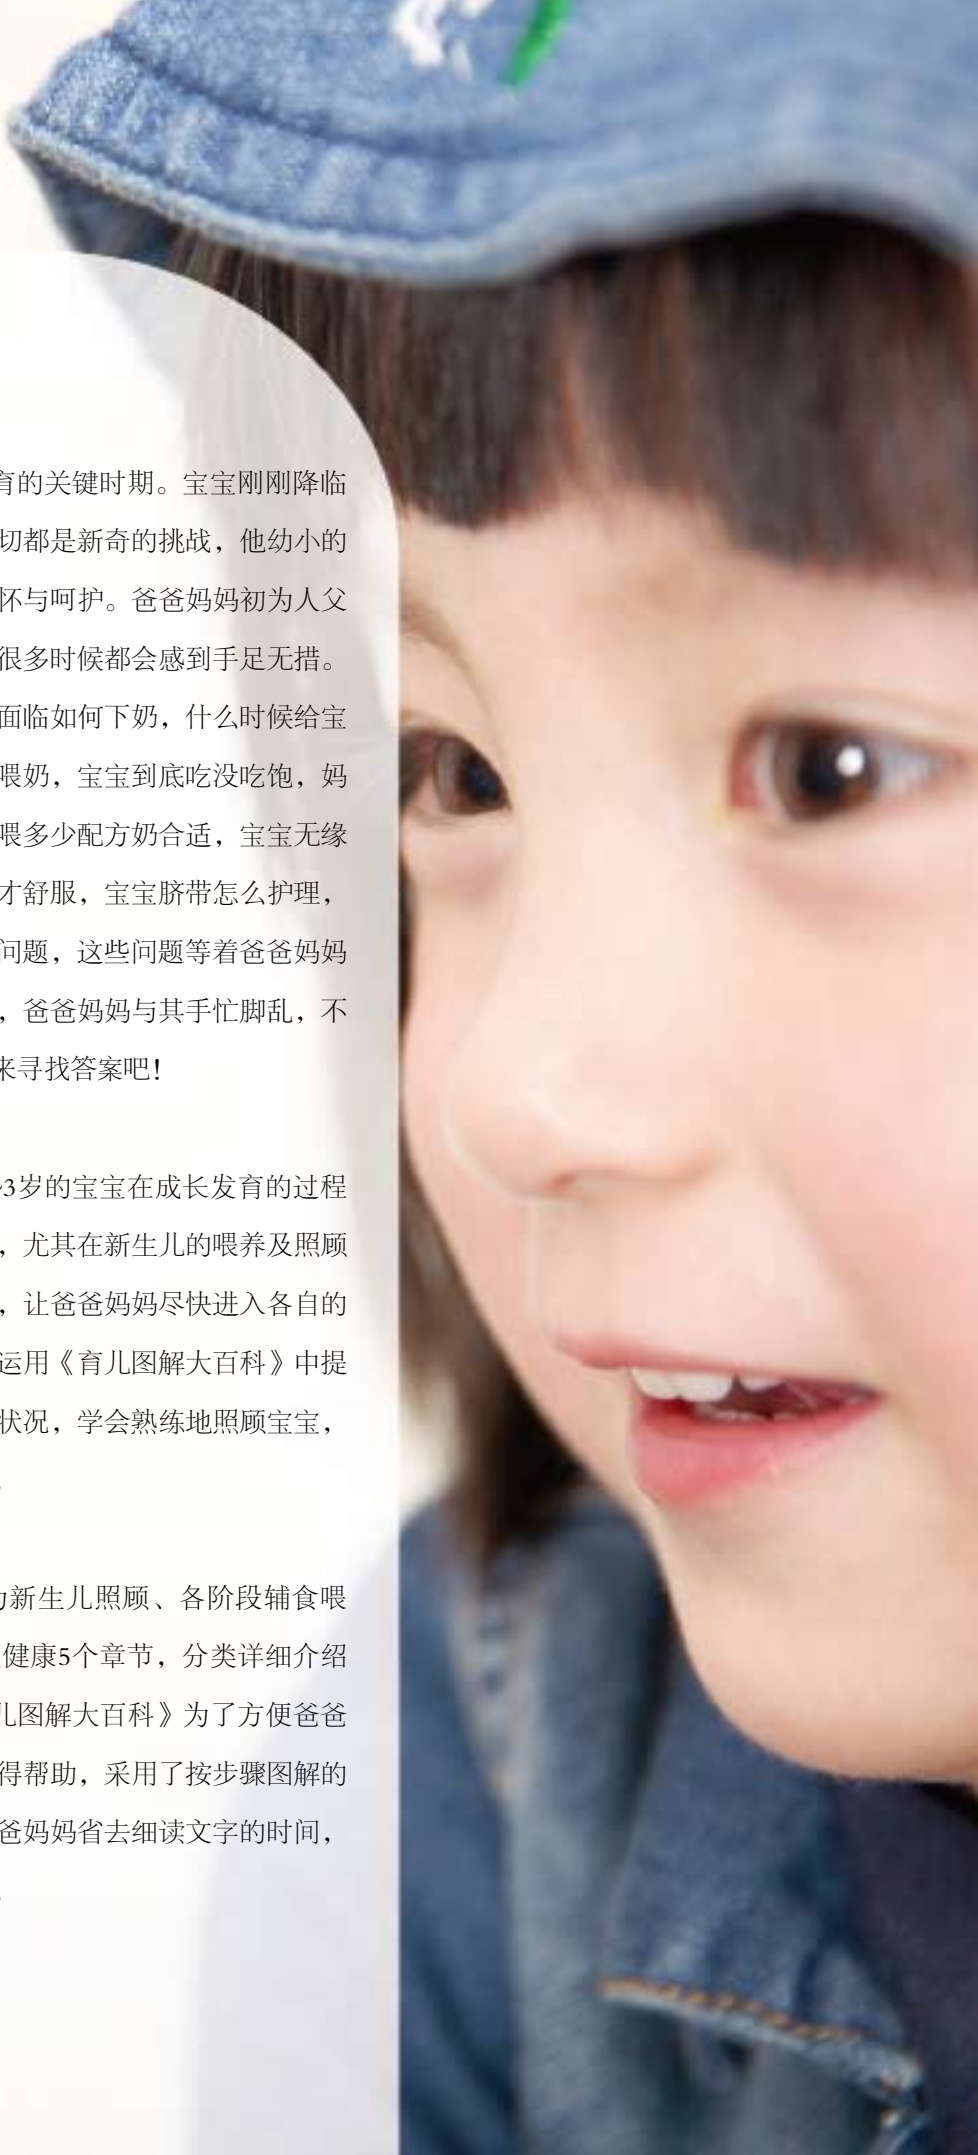 育的关键时期。宝宝刚刚降临
切都是新奇的挑战，他幼小的
怀与呵护。爸爸妈妈初为人父
很多时候都会感到手足无措。
面临如何下奶，什么时候给宝
喂奶，宝宝到底吃没吃饱，妈
喂多少配方奶合适，宝宝无缘
才舒服，宝宝脐带怎么护理，
问题，这些问题等着爸爸妈妈
，爸爸妈妈与其手忙脚乱，不
来寻找答案吧！
3岁的宝宝在成长发育的过程
，尤其在新生儿的喂养及照顾
，让爸爸妈妈尽快进入各自的
运用《育儿图解大百科》中提
状况，学会熟练地照顾宝宝，
新生儿照顾、各阶段辅食喂
健康5个章节，分类详细介绍
儿图解大百科》为了方便爸爸
得帮助，采用了按步骤图解的
爸妈妈省去细读文字的时间，